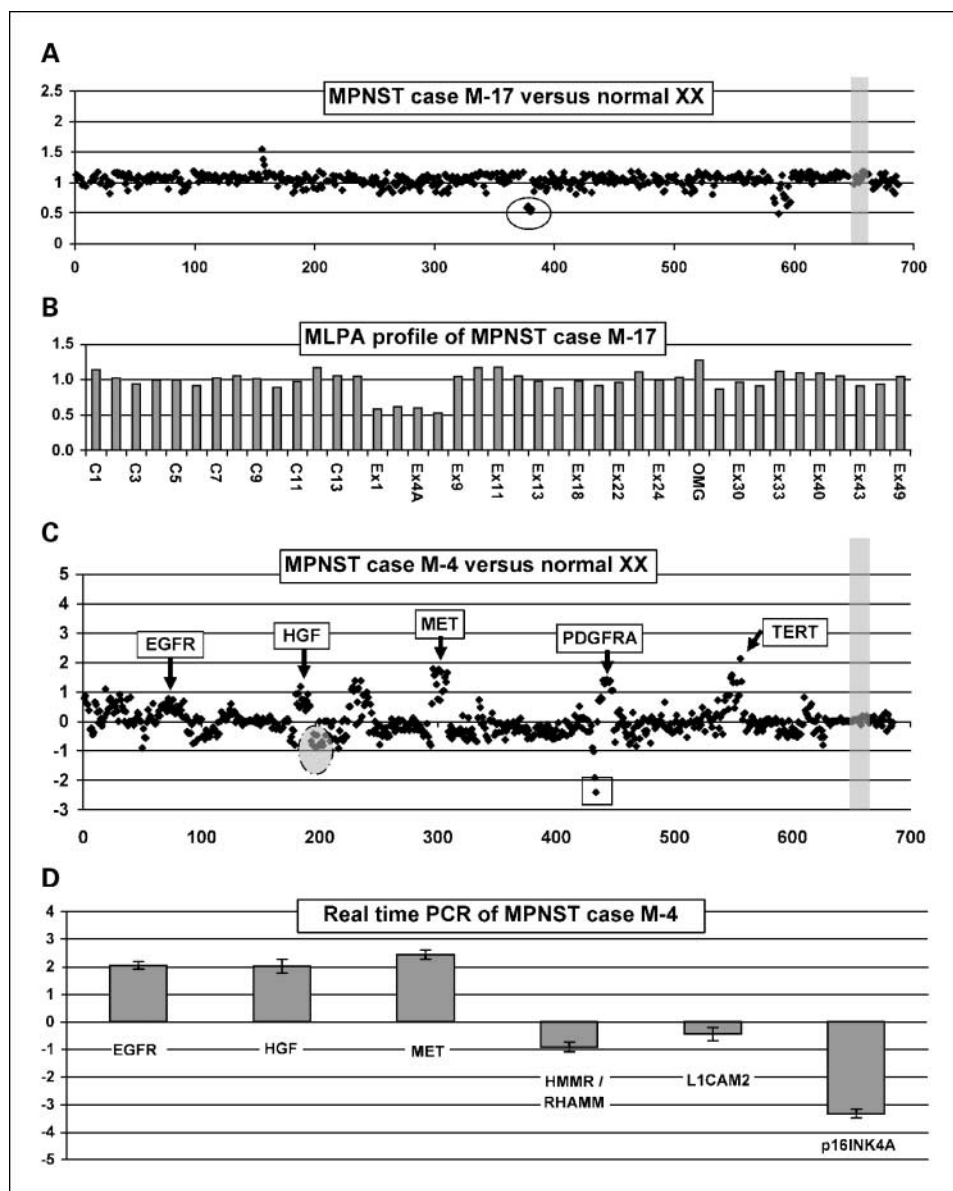 A
MPNST case M-17 versus normal XX
2.5
2
1.5
1
0.5
0
0 100 200 300 400 500 600 700
B
MLPA profile of MPNST case M-17
1.5
1.0
0.5
0.0
C1 C3 C5 C7 C9 C11 C13 Ex1 Ex4A Ex9 Ex11 Ex13 Ex18 Ex22 Ex24 OMG Ex30 Ex33 Ex40 Ex43 Ex49
C
MPNST case M-4 versus normal XX
5
4
3
2
1
0
-1
-2
-3
EGFR
HGF
MET
PDGFRA
TERT
0 100 200 300 400 500 600 700
D
Real time PCR of MPNST case M-4
4
3
2
1
0
-1
-2
-3
-4
-5
EGFR
HGF
MET
HMMR /
RHAMM
L1CAM2
p16INK4A